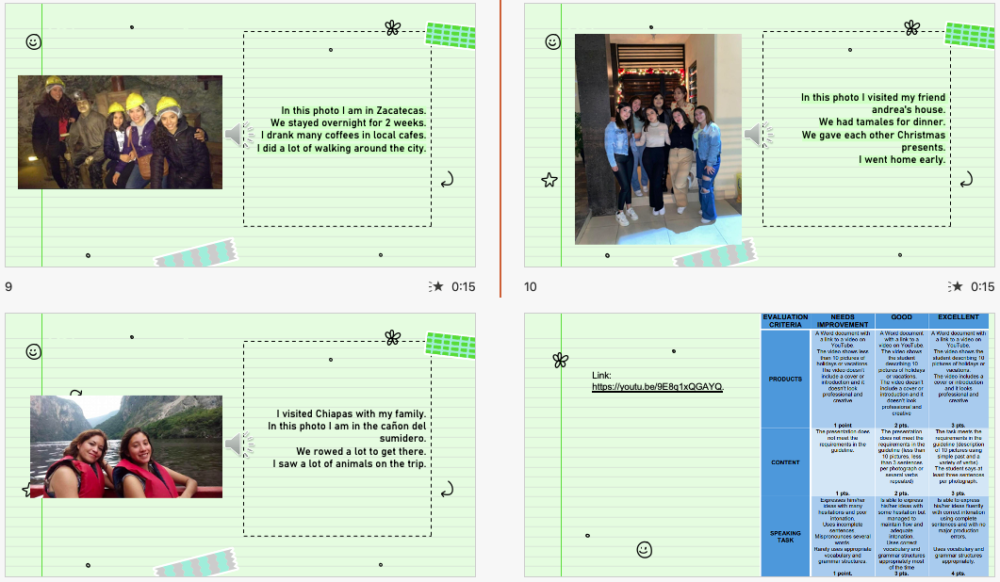 In this photo I am in Zacatecas.
We stayed overnight for 2 weeks.
I drank many coffees in local cafes.
I did a lot of walking around the city.
In this photo I visited my friend
andrea's house.
We had tamales for dinner.
We gave each other Christmas
presents.
I went home early.
9
0:15
10
0:15
I visited Chiapas with my family.
In this photo I am in the cañon del
sumidero.
We rowed a lot to get there.
I saw a lot of animals on the trip.
Link:
https://youtu.be/9E8q1xQGAYQ.
EVALUATION
CRITERIA
NEEDS
IMPROVEMENT
GOOD
EXCELLENT
PRODUCTS
A Word document with
a link to a video on
YouTube.
The video shows less
than 10 pictures of
holidays or vacations
The video doesn't
include a cover or
introduction and it
doesn't look
professional and
creative
1 point
A Word document
with a link to a
video on YouTube.
The video shows
the student
describing 10
pictures of holidays
or vacations.
The video doesn't
include a cover or
introduction and it
doesn't look
professional and
creative
2 pts.
A Word document with
a link to a video on
YouTube.
The video shows the
student describing 10
pictures of holidays or
vacations.
The video includes a
cover or introduction
and it looks
professional and
creative
3 pts.
CONTENT
The presentation does
not meet the
requirements in the
guideline.
1 pts.
The presentation
does not meet the
requirements in the
guideline (less than
10 pictures, less
than 3 sentences
per photograph or
several verbs
repeated)
2 pts.
The task meets the
requirements in the
guideline (description
of 10 pictures using
simple past and a
variety of verbs)
The student says at
least three sentences
per photograph.
3 pts.
SPEAKING
TASK
Expresses him/her
ideas with many
hesitations and poor
intonation.
Uses incomplete
sentences
Mispronounces several
words
Rarely uses appropriate
vocabulary and
grammar structures.
1 point.
Is able to express
his/her ideas with
some hesitation but
managed to
maintain flow and
adequate
intonation.
Uses correct
vocabulary and
grammar structures
appropriately most
of the time
3 pts.
Is able to express
his/her ideas fluently
with correct intonation
using complete
sentences and with no
major production
errors.
Uses vocabulary and
grammar structures
appropriately.
4 pts.